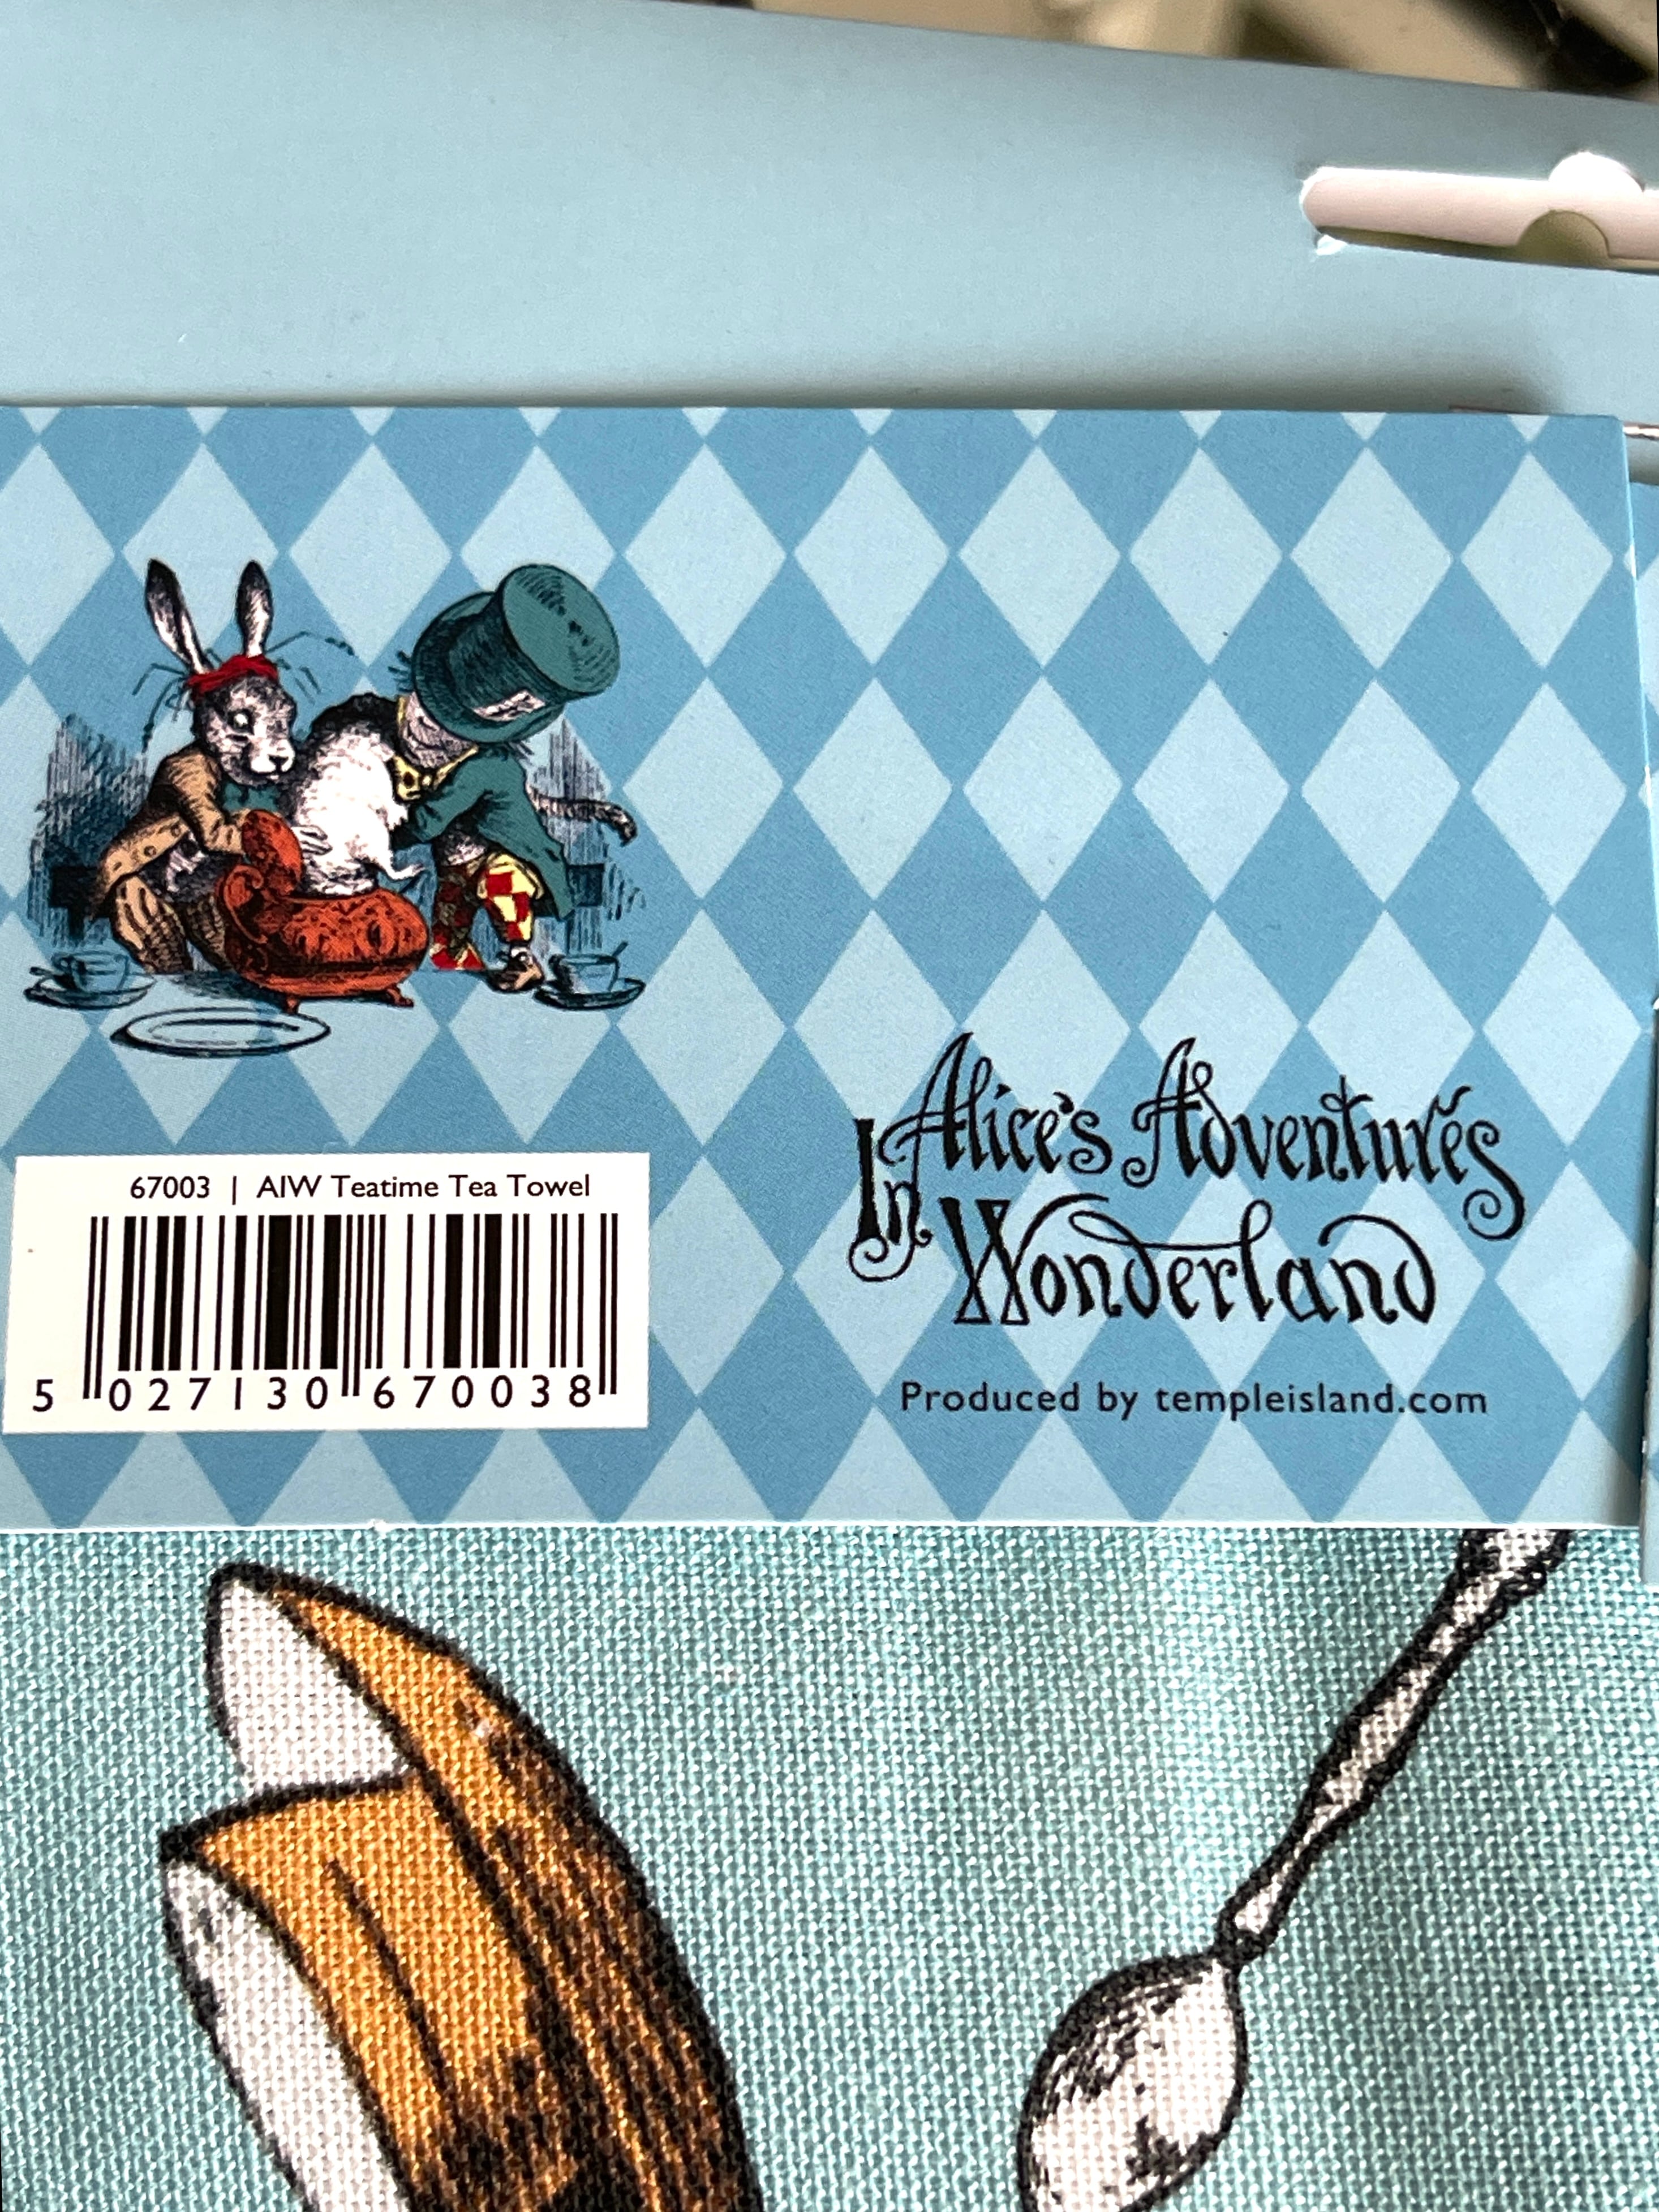 67003 | AIW Teatime Tea Towel
5 027130 670038
Alice's Adventures
In Wonderland
Produced by templeisland.com